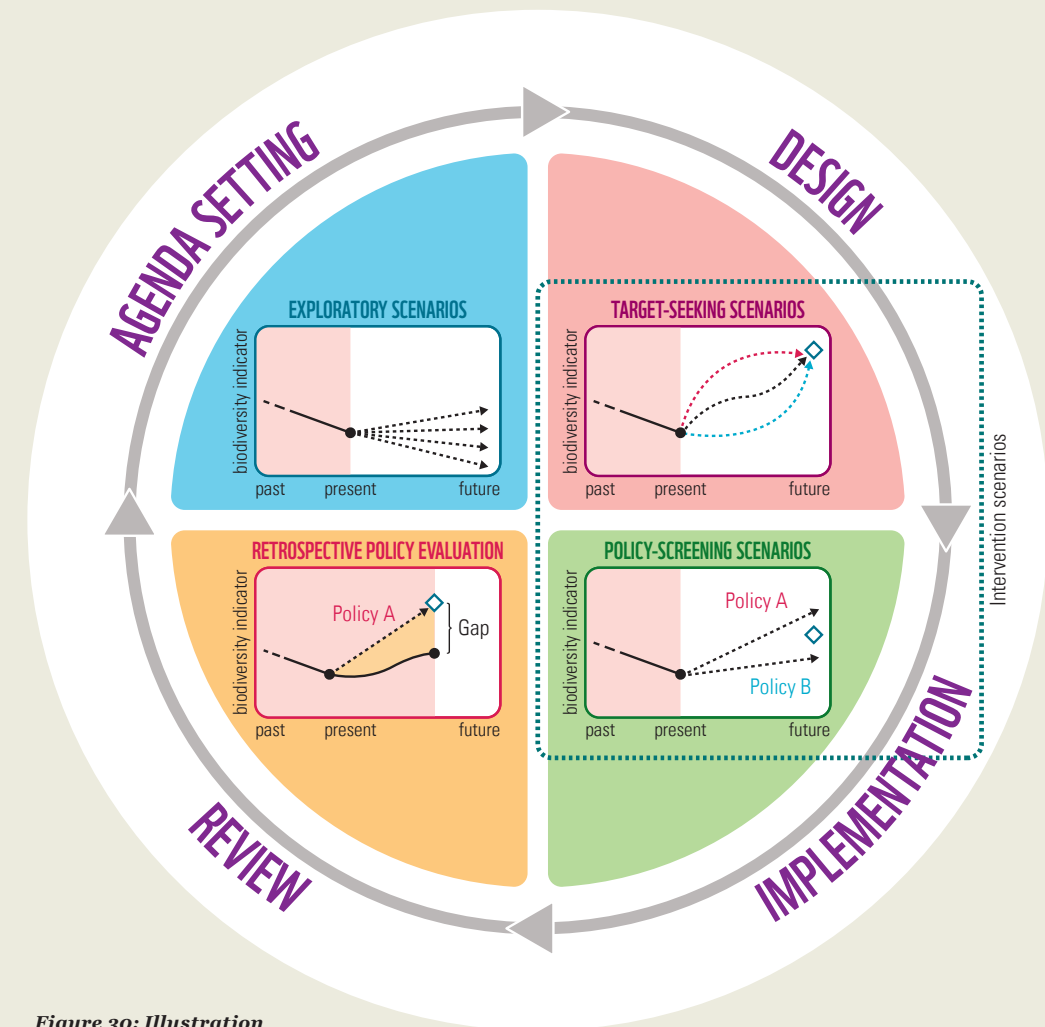 AGENDA SETTING
DESIGN
EXPLORATORY SCENARIOS
biodiversity indicator
past present future
TARGET-SEEKING SCENARIOS
biodiversity indicator
past present future
Intervention scenarios
RETROSPECTIVE POLICY EVALUATION
biodiversity indicator
Policy A
Gap
past present future
POLICY-SCREENING SCENARIOS
biodiversity indicator
Policy A
Policy B
past present future
REVIEW
IMPLEMENTATION
Figure 30: Illustration